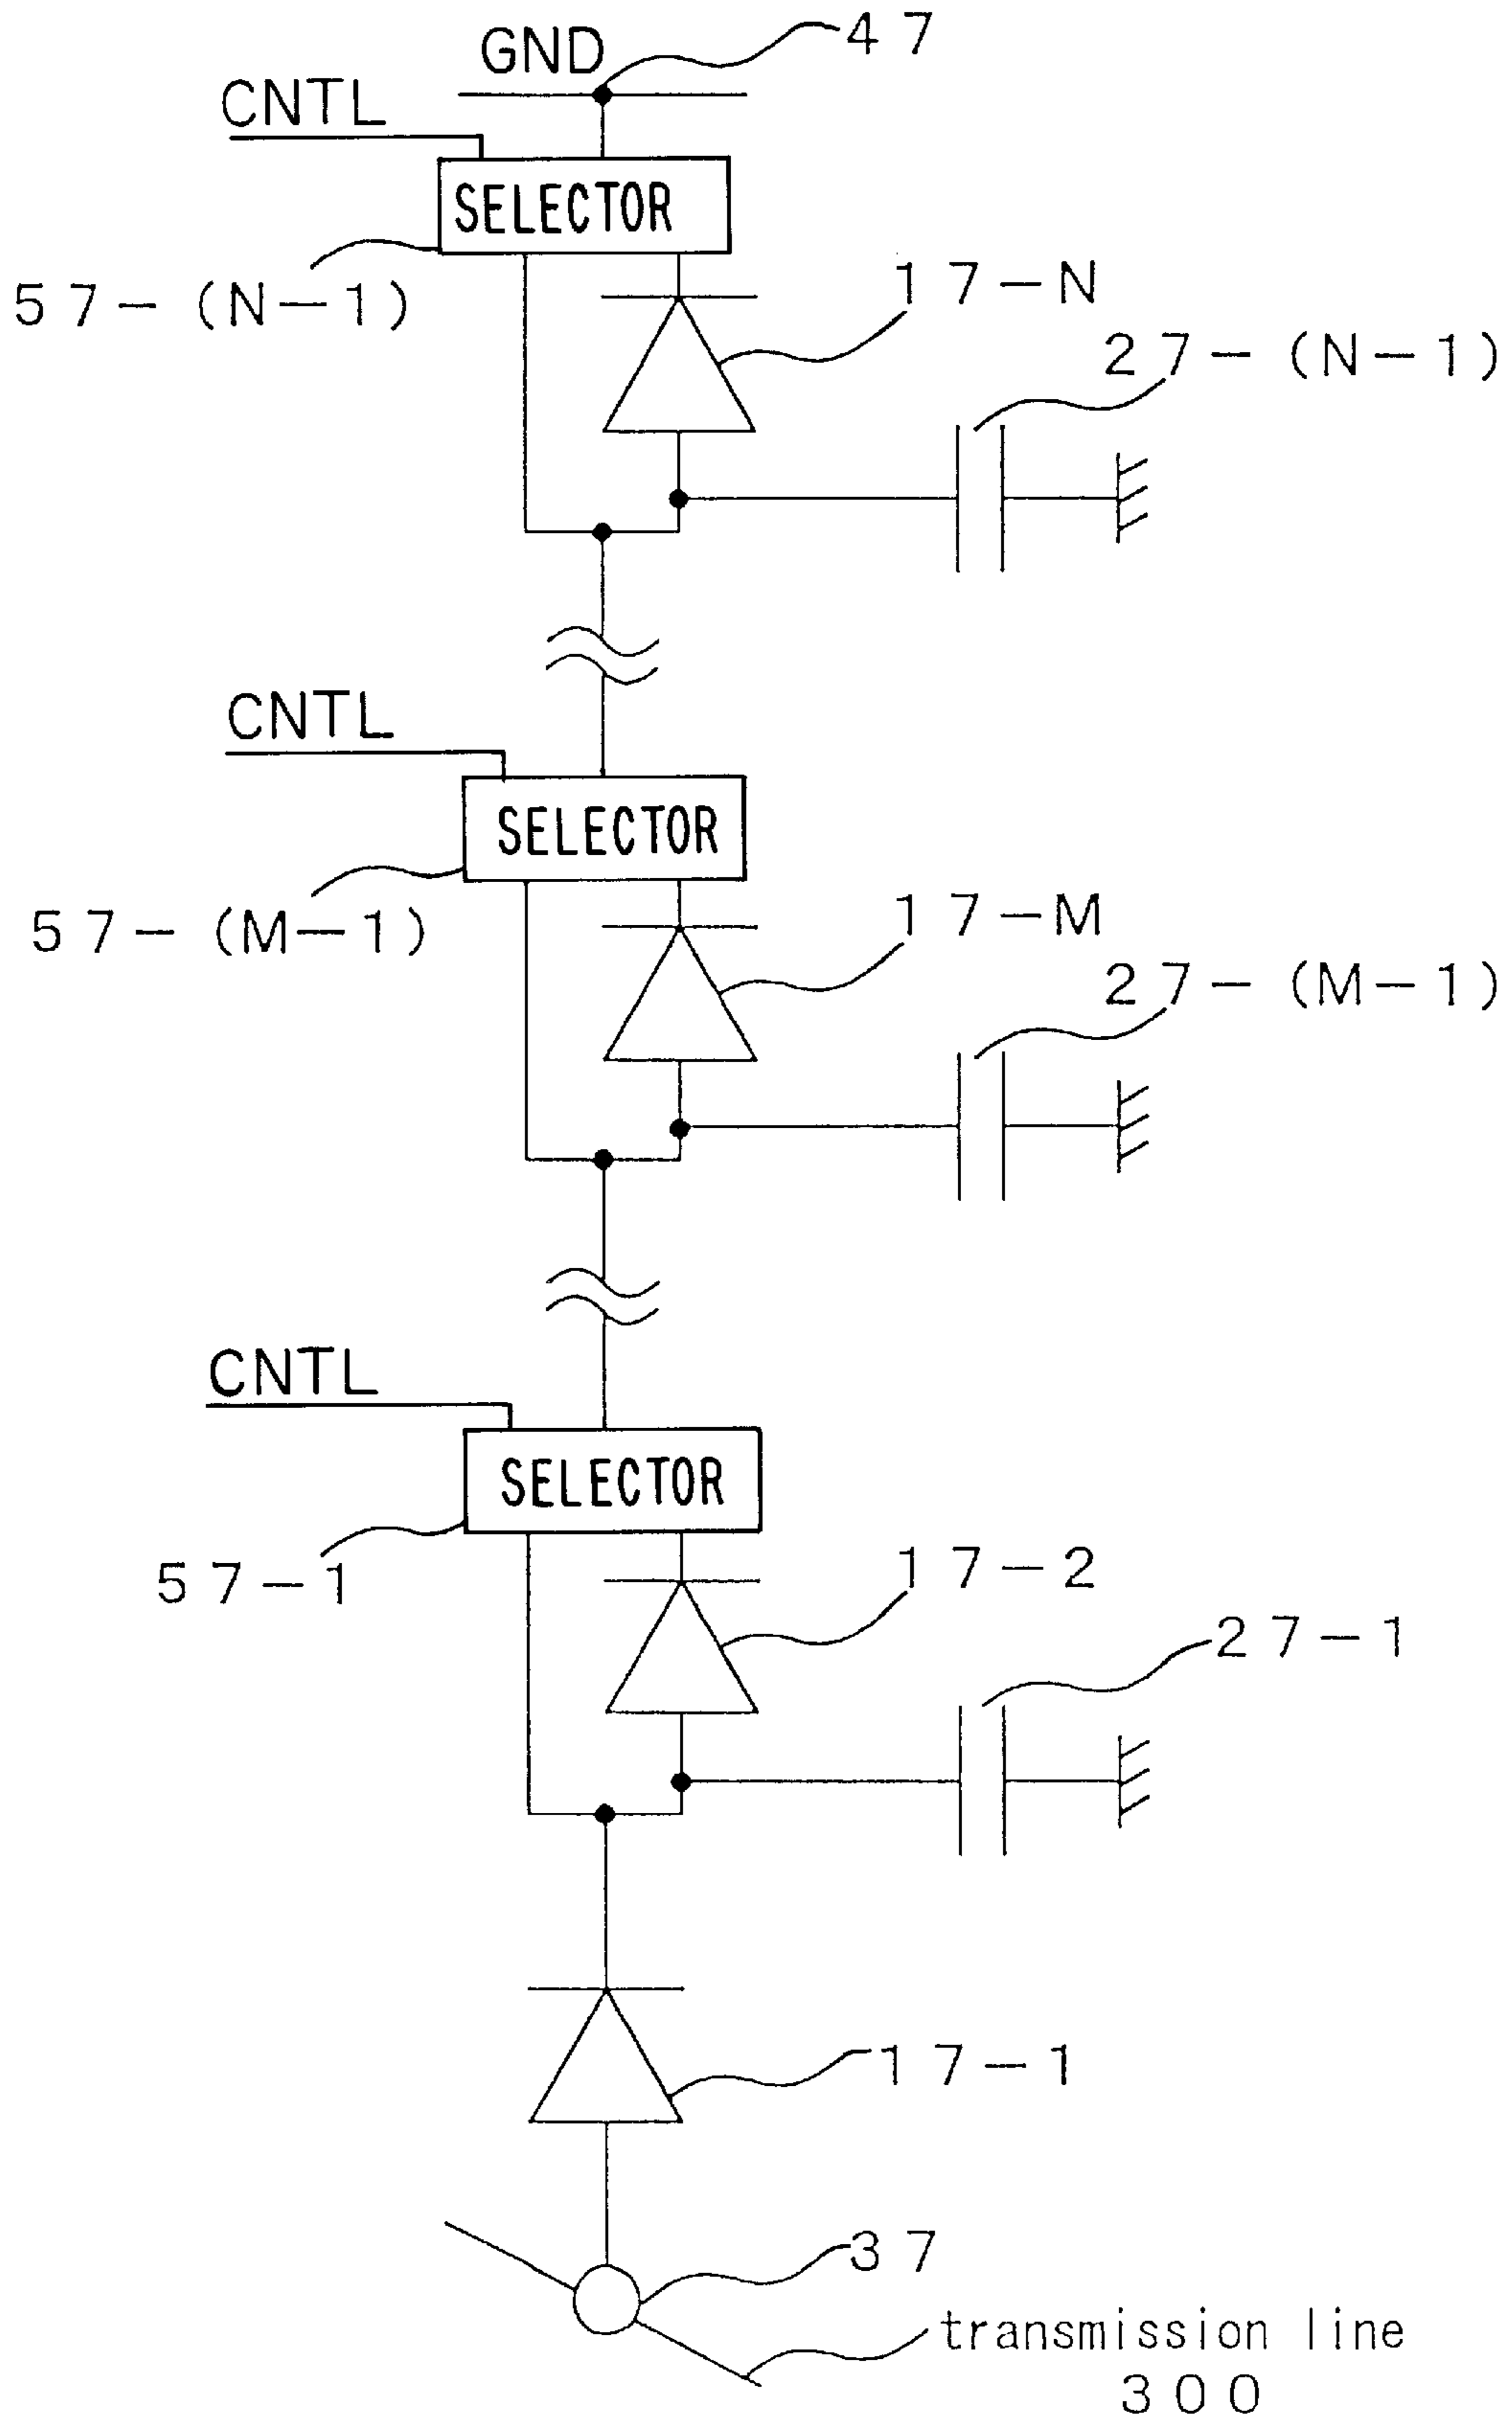 GND
47
CNTL
SELECTOR
57-(N-1)
17-N
27-(N-1)
CNTL
SELECTOR
57-(M-1)
17-M
27-(M-1)
CNTL
SELECTOR
57-1
17-2
27-1
17-1
37
transmission line
300